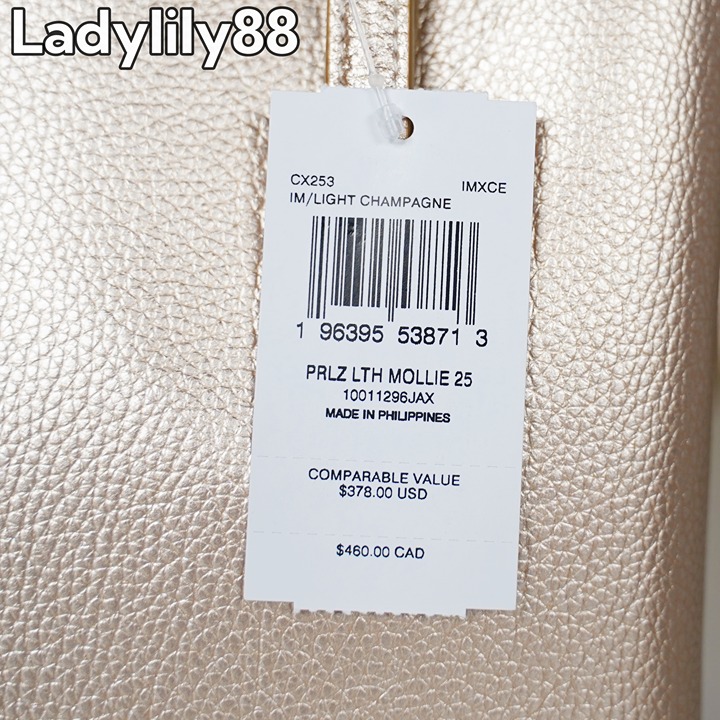 Ladylily88
CX253 IMXCE
IM/LIGHT CHAMPAGNE
1 96395 53871 3
PRLZ LTH MOLLIE 25
10011296JAX
MADE IN PHILIPPINES
COMPARABLE VALUE
$378.00 USD
$460.00 CAD